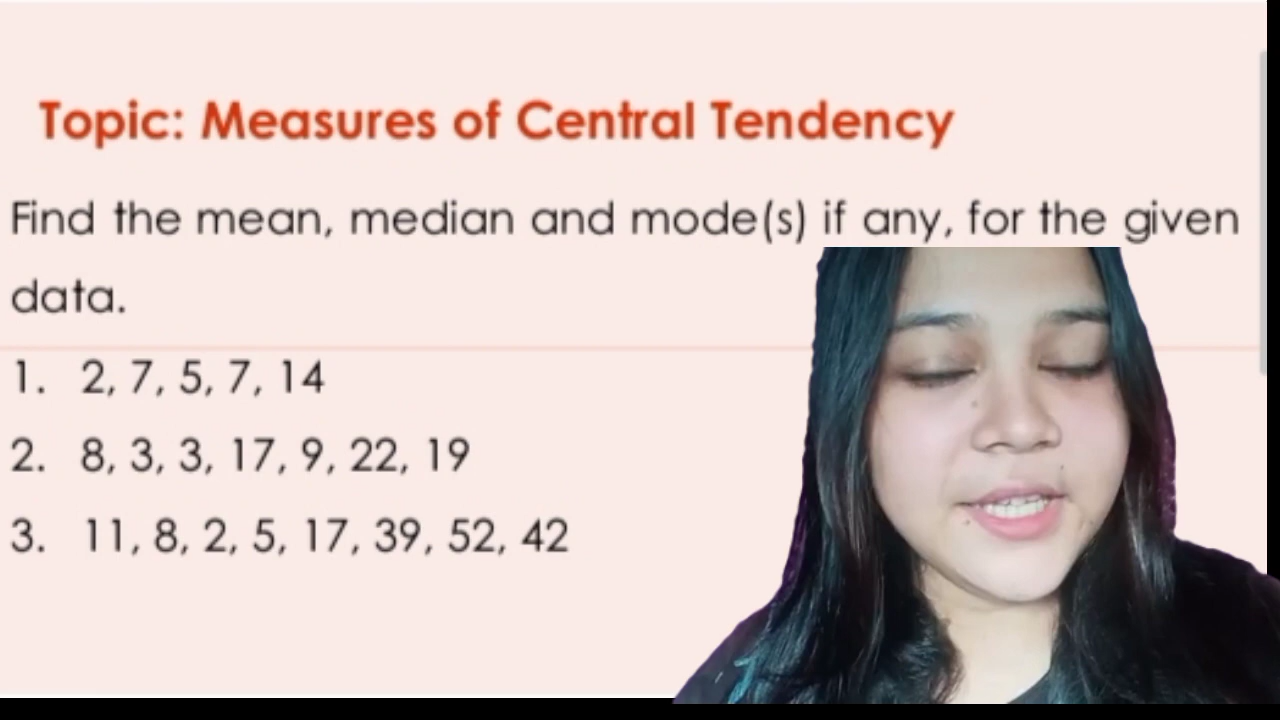 Topic: Measures of Central Tendency
Find the mean, median and mode(s) if any, for the given
data.
1. 2, 7, 5, 7, 14
2. 8, 3, 3, 17, 9, 22, 19
3. 11, 8, 2, 5, 17, 39, 52, 42